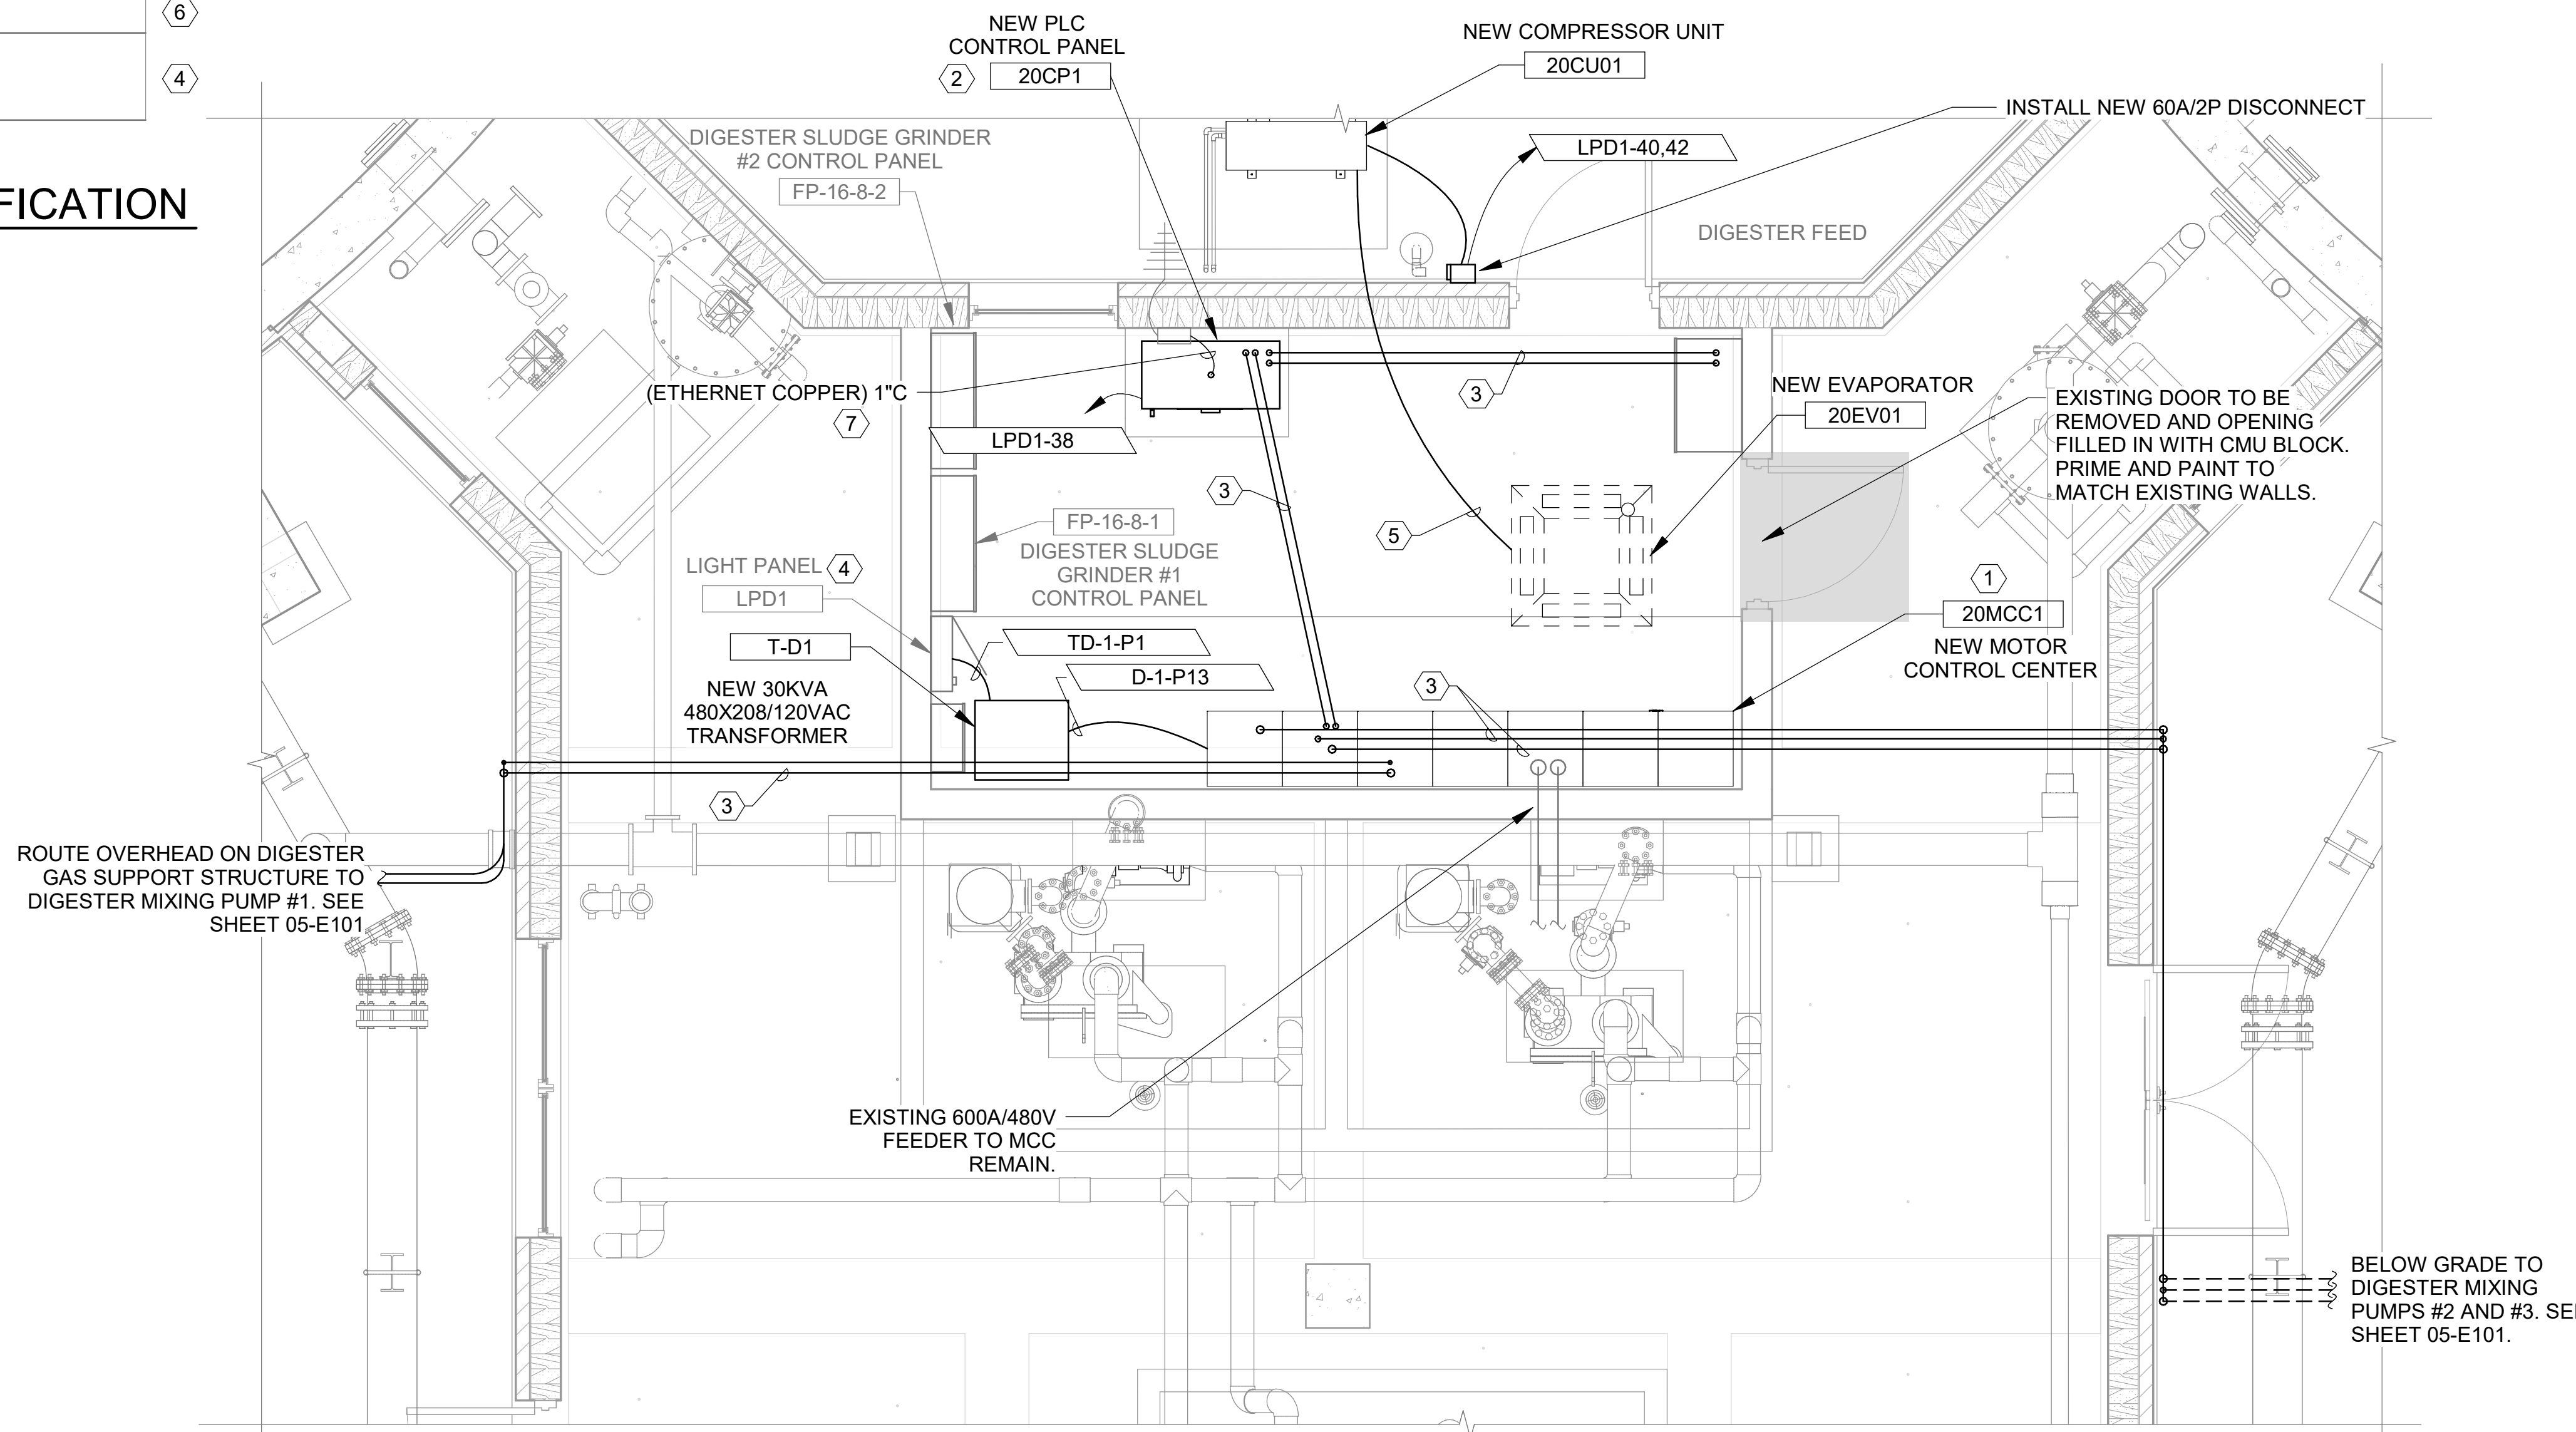 6
4
FICATION
NEW PLC
CONTROL PANEL
2
20CP1
NEW COMPRESSOR UNIT
20CU01
INSTALL NEW 60A/2P DISCONNECT
LPD1-40,42
DIGESTER SLUDGE GRINDER
#2 CONTROL PANEL
FP-16-8-2
DIGESTER FEED
(ETHERNET COPPER) 1"C
7
LPD1-38
3
NEW EVAPORATOR
20EV01
EXISTING DOOR TO BE
REMOVED AND OPENING
FILLED IN WITH CMU BLOCK.
PRIME AND PAINT TO
MATCH EXISTING WALLS.
3
5
FP-16-8-1
DIGESTER SLUDGE
GRINDER #1
CONTROL PANEL
LIGHT PANEL
4
LPD1
1
20MCC1
NEW MOTOR
CONTROL CENTER
T-D1
NEW 30KVA
480X208/120VAC
TRANSFORMER
TD-1-P1
D-1-P13
3
3
ROUTE OVERHEAD ON DIGESTER
GAS SUPPORT STRUCTURE TO
DIGESTER MIXING PUMP #1. SEE
SHEET 05-E101
EXISTING 600A/480V
FEEDER TO MCC
REMAIN.
BELOW GRADE TO
DIGESTER MIXING
PUMPS #2 AND #3. SE
SHEET 05-E101.